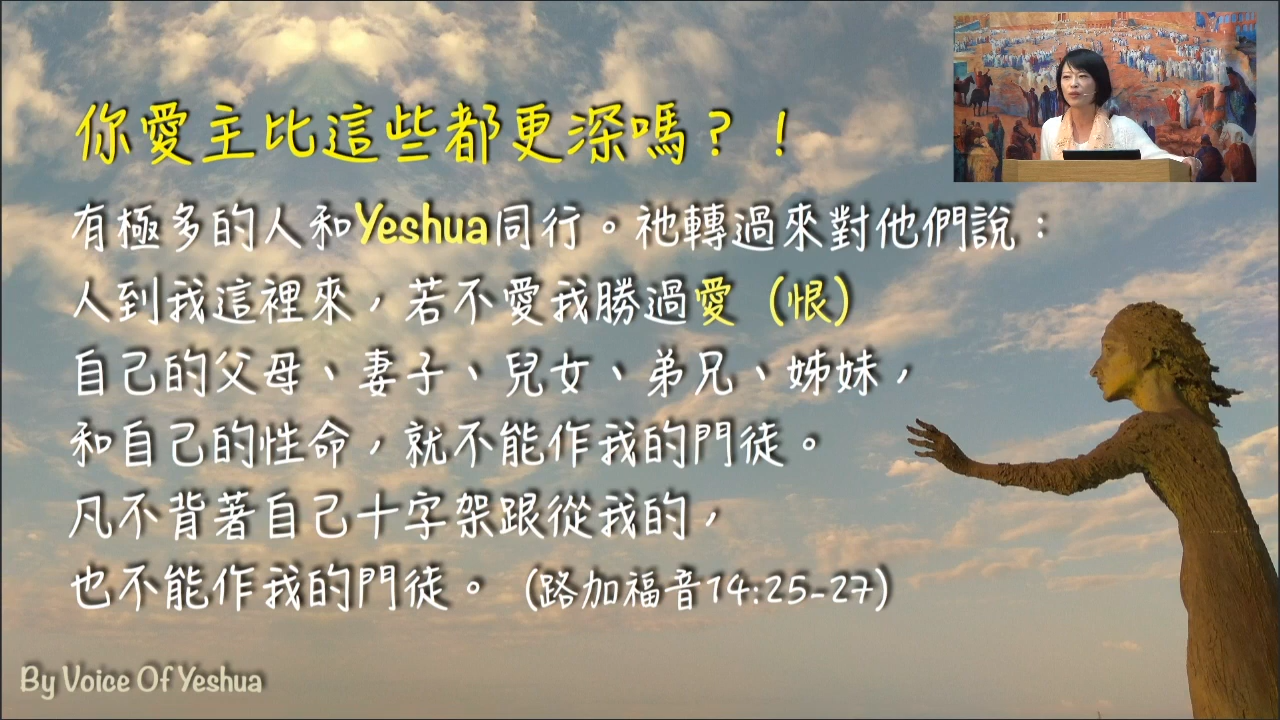 你愛主比這些都更深嗎？！
有極多的人和Yeshua同行。祂轉過來對他們說：
人到我這裡來，若不愛我勝過愛（恨）
自己的父母、妻子、兒女、弟兄、姊妹，
和自己的性命，就不能作我的門徒。
凡不背著自己十字架跟從我的，
也不能作我的門徒。（路加福音14:25-27)
By Voice Of Yeshua